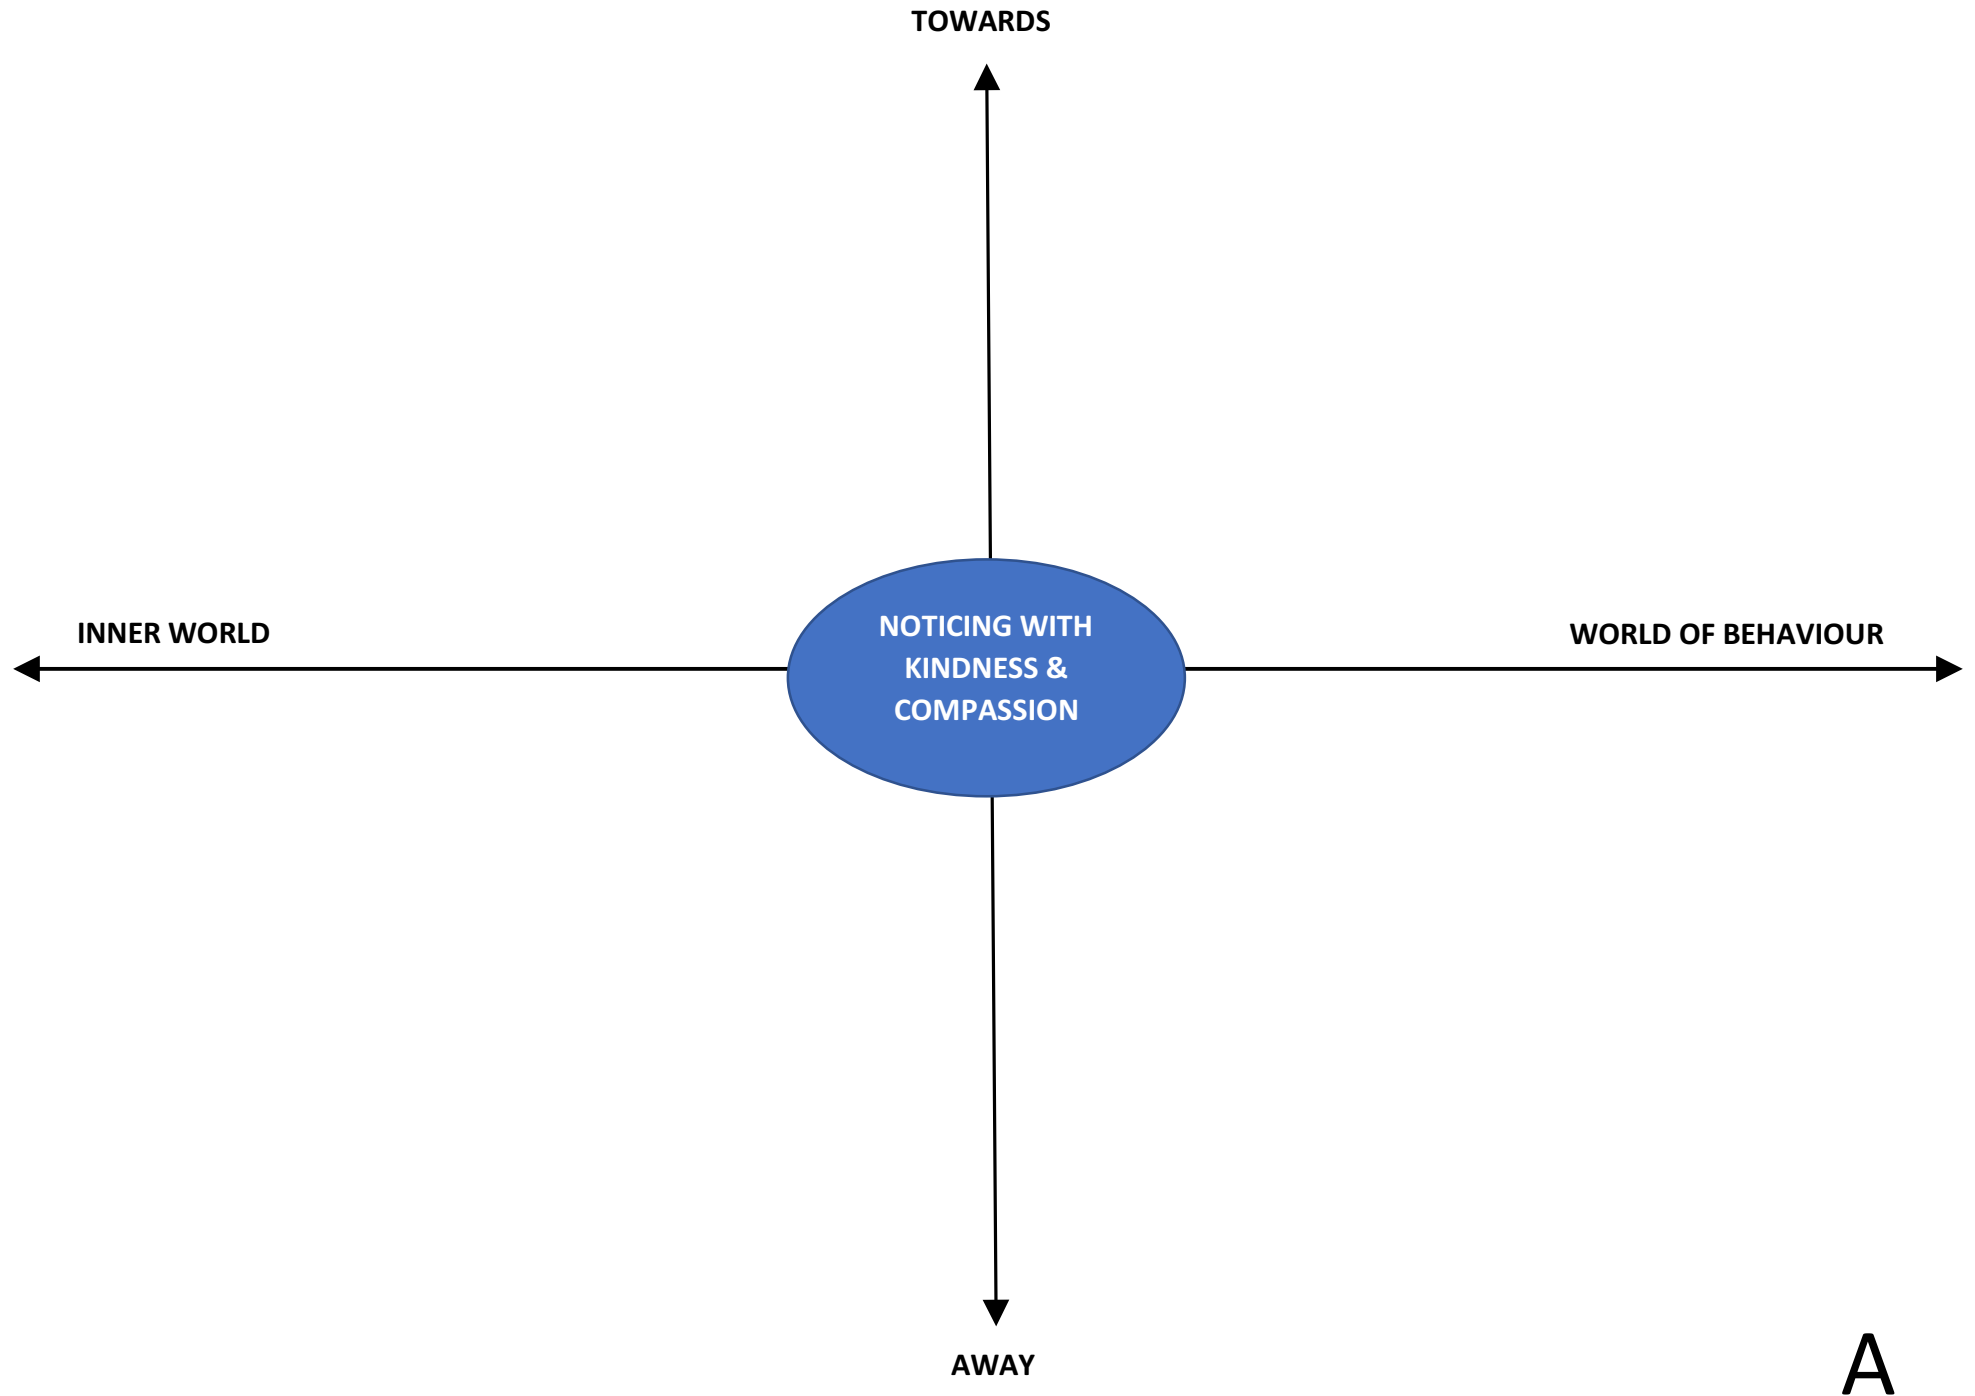 TOWARDS
INNER WORLD
NOTICING WITH
KINDNESS &
COMPASSION
WORLD OF BEHAVIOUR
AWAY
A